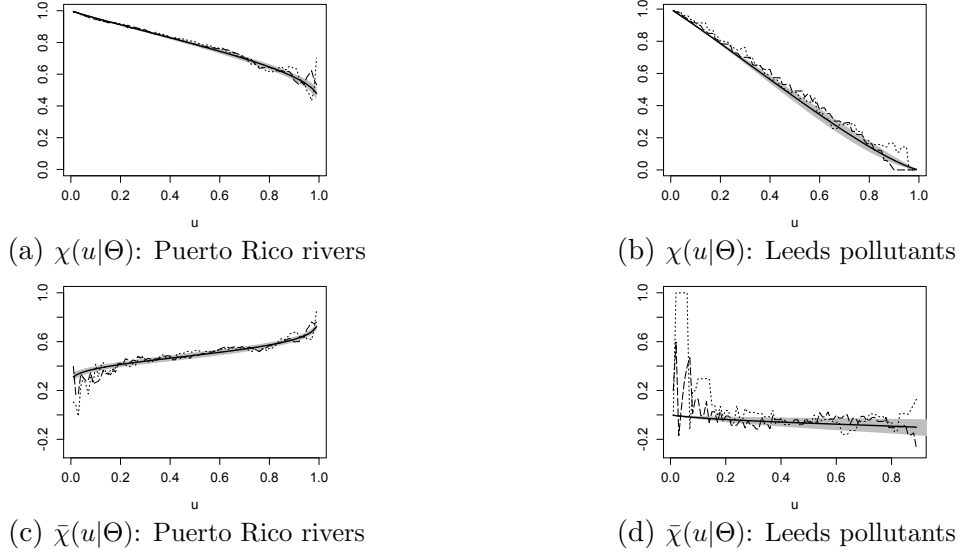 1.0
0.8
0.6
0.4
0.2
0.0
0.0 0.2 0.4 0.6 0.8 1.0
u
(a) χ(u|Θ): Puerto Rico rivers
1.0
0.8
0.6
0.4
0.2
0.0
0.0 0.2 0.4 0.6 0.8 1.0
u
(b) χ(u|Θ): Leeds pollutants
1.0
0.6
0.2
-0.2
0.0 0.2 0.4 0.6 0.8 1.0
u
(c) χ̄(u|Θ): Puerto Rico rivers
1.0
0.6
0.2
-0.2
0.0 0.2 0.4 0.6 0.8
u
(d) χ̄(u|Θ): Leeds pollutants